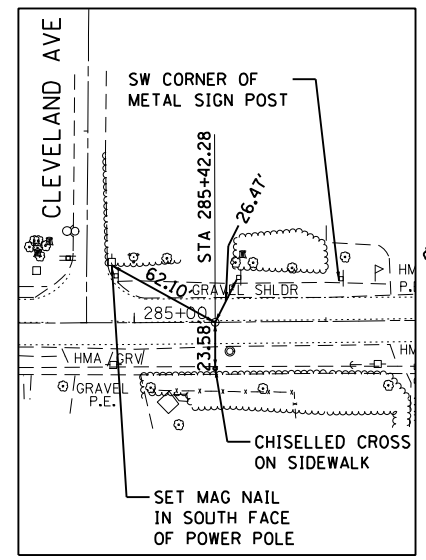 CLEVELAND AVE
SW CORNER OF
METAL SIGN POST
STA 285+42.28
26.47'
62.10'
GRAVEL SHLDR
HM
P.
285+00
23.58'
HMA/GRV
HM
GRAVEL
P.E.
CHISELLED CROSS
ON SIDEWALK
SET MAG NAIL
IN SOUTH FACE
OF POWER POLE